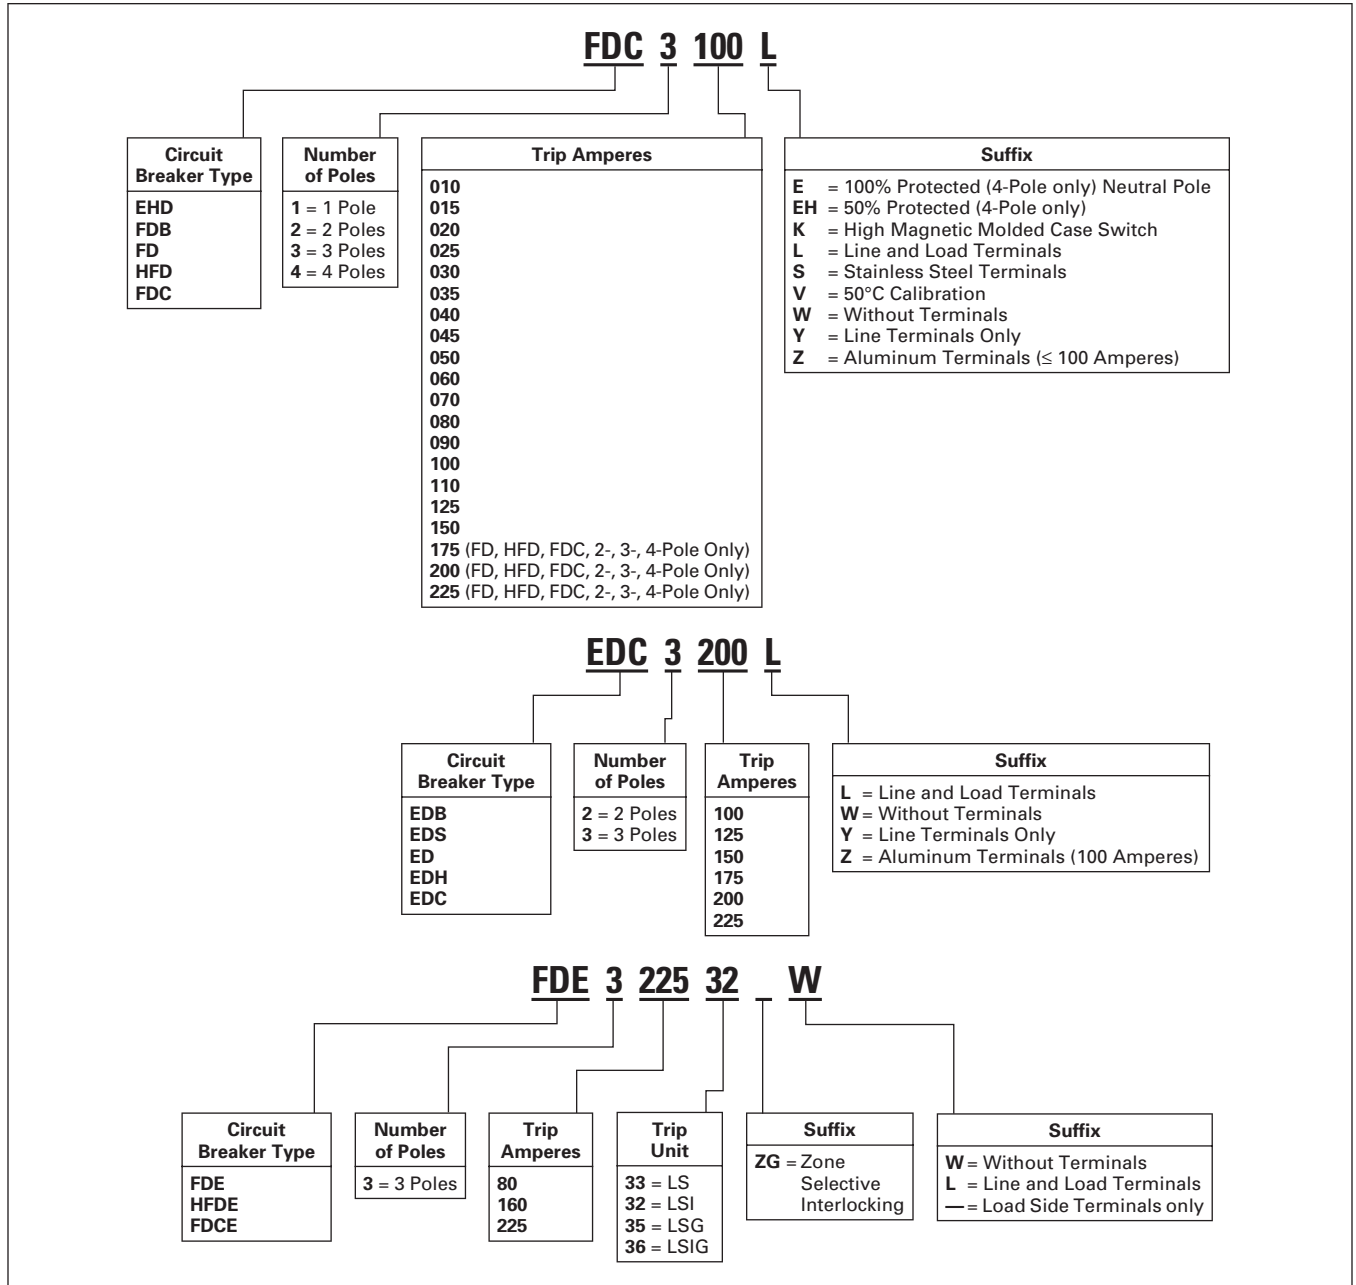 FDC 3 100 L
Circuit
Breaker Type
EHD
FDB
FD
HFD
FDC
Number
of Poles
1 = 1 Pole
2 = 2 Poles
3 = 3 Poles
4 = 4 Poles
Trip Amperes
010
015
020
025
030
035
040
045
050
060
070
080
090
100
110
125
150
175 (FD, HFD, FDC, 2-, 3-, 4-Pole Only)
200 (FD, HFD, FDC, 2-, 3-, 4-Pole Only)
225 (FD, HFD, FDC, 2-, 3-, 4-Pole Only)
Suffix
E = 100% Protected (4-Pole only) Neutral Pole
EH = 50% Protected (4-Pole only)
K = High Magnetic Molded Case Switch
L = Line and Load Terminals
S = Stainless Steel Terminals
V = 50°C Calibration
W = Without Terminals
Y = Line Terminals Only
Z = Aluminum Terminals (≤ 100 Amperes)
EDC 3 200 L
Circuit
Breaker Type
EDB
EDS
ED
EDH
EDC
Number
of Poles
2 = 2 Poles
3 = 3 Poles
Trip
Amperes
100
125
150
175
200
225
Suffix
L = Line and Load Terminals
W = Without Terminals
Y = Line Terminals Only
Z = Aluminum Terminals (100 Amperes)
FDE 3 225 32 _ W
Circuit
Breaker Type
FDE
HFDE
FDCE
Number
of Poles
3 = 3 Poles
Trip
Amperes
80
160
225
Trip
Unit
33 = LS
32 = LSI
35 = LSG
36 = LSIG
Suffix
ZG = Zone
Selective
Interlocking
Suffix
W = Without Terminals
L = Line and Load Terminals
— = Load Side Terminals only